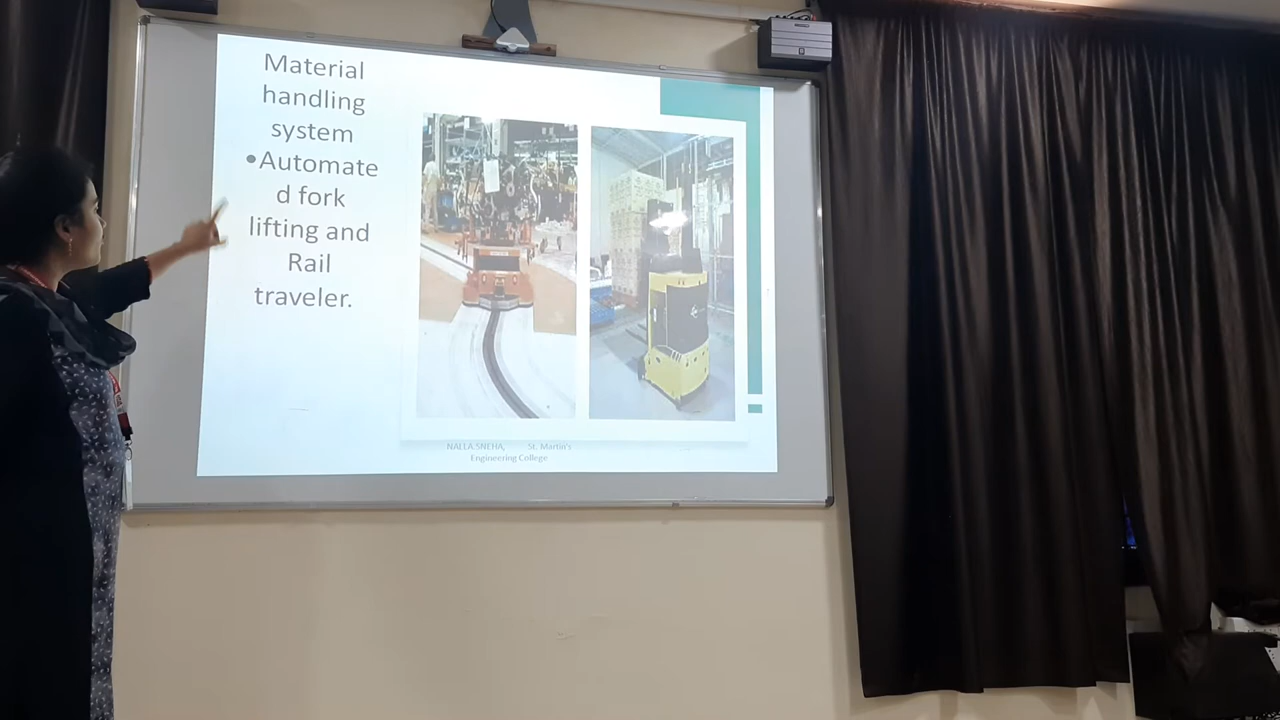 Material
handling
system
•Automate
d fork
lifting and
Rail
traveler.
NALLA SNEHA, St. Martin's
Engineering College